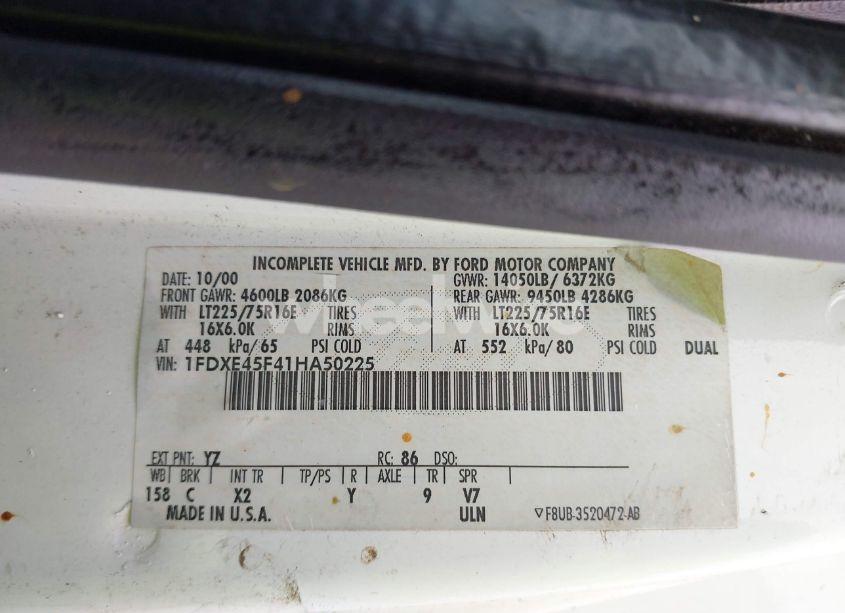 INCOMPLETE VEHICLE MFD. BY FORD MOTOR COMPANY
DATE: 10/00 GVWR: 14050LB/ 6372KG
FRONT GAWR: 4600LB 2086KG REAR GAWR: 9450LB 4286KG
WITH LT225/75R16E TIRES WITH LT225/75R16E TIRES
16X6.0K RIMS 16X6.0K RIMS
AT 448 kPa/65 PSI COLD AT 552 kPa/80 PSI COLD DUAL
VIN: 1FDXE45F41HA50225
EXT PNT: YZ RC: 86 DSO:
WB BRK INT TR TP/PS R AXLE TR SPR
158 C X2 Y 9 V7
MADE IN U.S.A. ULN ▽F8UB-3520472-AB